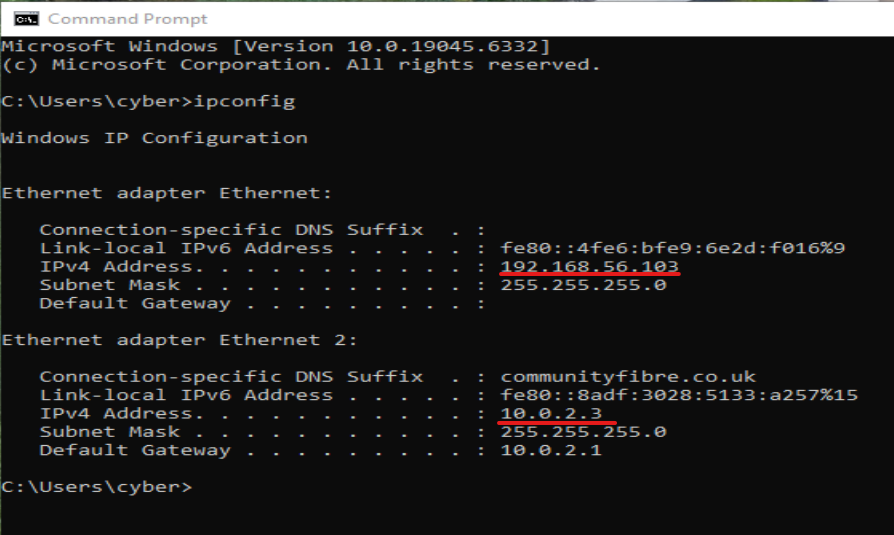 Command Prompt
Microsoft Windows [Version 10.0.19045.6332]
(c) Microsoft Corporation. All rights reserved.
C:\Users\cyber>ipconfig
Windows IP Configuration
Ethernet adapter Ethernet:
Connection-specific DNS Suffix  . :
Link-local IPv6 Address . . . . . : fe80::4fe6:bfe9:6e2d:f016%9
IPv4 Address. . . . . . . . . . . : 192.168.56.103
Subnet Mask . . . . . . . . . . . : 255.255.255.0
Default Gateway . . . . . . . . . :
Ethernet adapter Ethernet 2:
Connection-specific DNS Suffix  . : communityfibre.co.uk
Link-local IPv6 Address . . . . . : fe80::8adf:3028:5133:a257%15
IPv4 Address. . . . . . . . . . . : 10.0.2.3
Subnet Mask . . . . . . . . . . . : 255.255.255.0
Default Gateway . . . . . . . . . : 10.0.2.1
C:\Users\cyber>